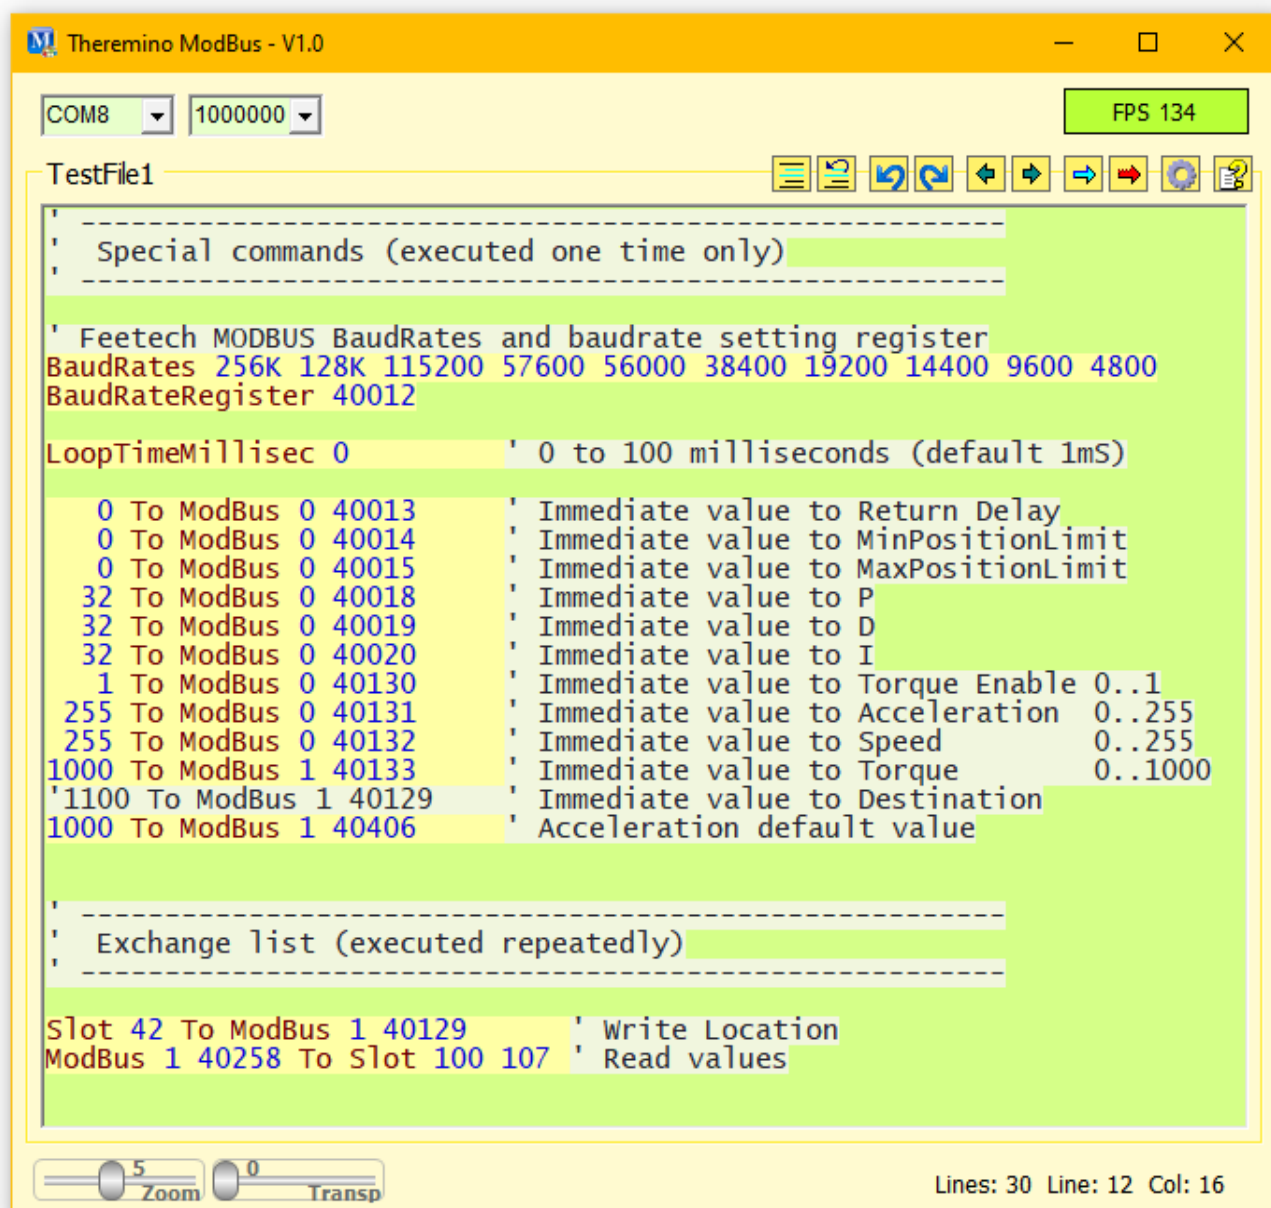 Theremino ModBus - V1.0
COM8 1000000 FPS 134
TestFile1
' -------------------------------------------------------
'  Special commands (executed one time only)
' -------------------------------------------------------
' Feetech MODBUS BaudRates and baudrate setting register
BaudRates 256K 128K 115200 57600 56000 38400 19200 14400 9600 4800
BaudRateRegister 40012
LoopTimeMillisec 0 ' 0 to 100 milliseconds (default 1mS)
0 To ModBus 0 40013 ' Immediate value to Return Delay
0 To ModBus 0 40014 ' Immediate value to MinPositionLimit
0 To ModBus 0 40015 ' Immediate value to MaxPositionLimit
32 To ModBus 0 40018 ' Immediate value to P
32 To ModBus 0 40019 ' Immediate value to D
32 To ModBus 0 40020 ' Immediate value to I
1 To ModBus 0 40130 ' Immediate value to Torque Enable 0..1
255 To ModBus 0 40131 ' Immediate value to Acceleration 0..255
255 To ModBus 0 40132 ' Immediate value to Speed 0..255
1000 To ModBus 1 40133 ' Immediate value to Torque 0..1000
'1100 To ModBus 1 40129 ' Immediate value to Destination
1000 To ModBus 1 40406 ' Acceleration default value
' -------------------------------------------------------
'  Exchange list (executed repeatedly)
' -------------------------------------------------------
Slot 42 To ModBus 1 40129 ' Write Location
ModBus 1 40258 To Slot 100 107 ' Read values
5 Zoom 0 Transp Lines: 30 Line: 12 Col: 16